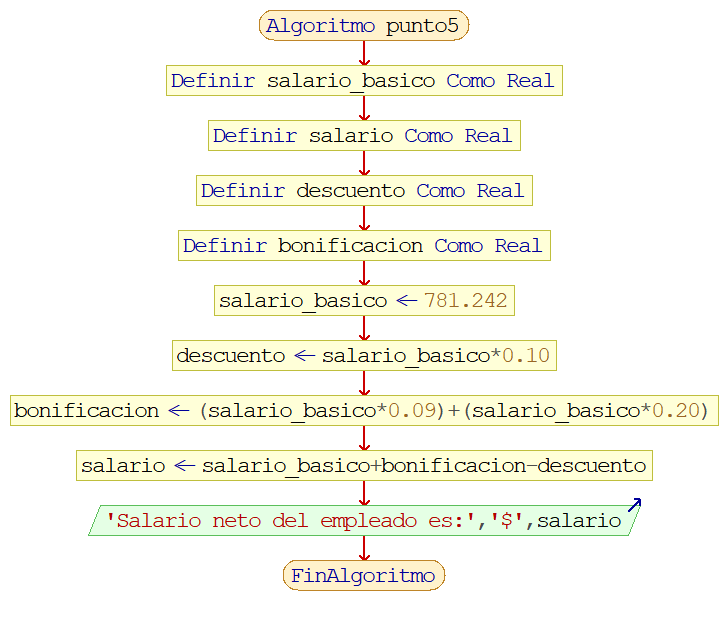 Algoritmo punto5
Definir salario_basico Como Real
Definir salario Como Real
Definir descuento Como Real
Definir bonificacion Como Real
salario_basico ← 781.242
descuento ← salario_basico*0.10
bonificacion ← (salario_basico*0.09)+(salario_basico*0.20)
salario ← salario_basico+bonificacion-descuento
'Salario neto del empleado es:','$',salario
FinAlgoritmo